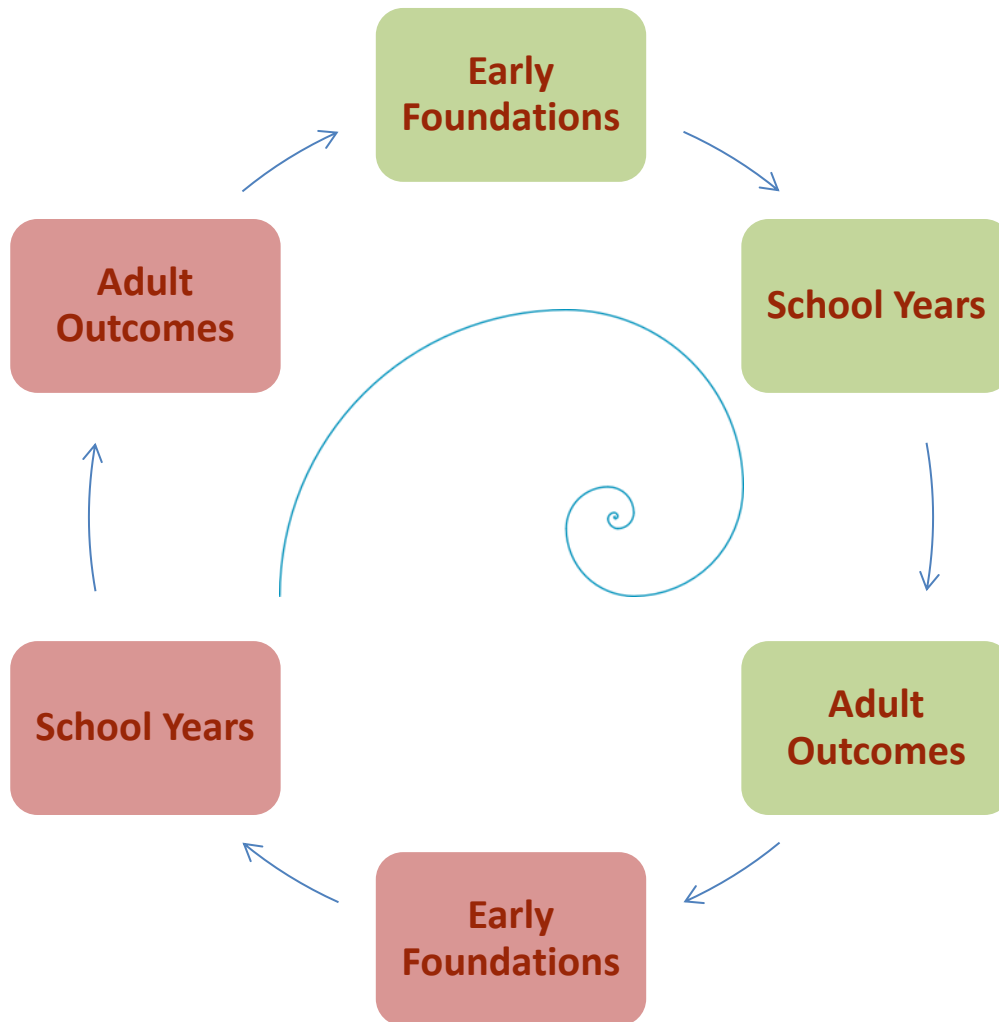 Early
Foundations
School Years
Adult
Outcomes
Early
Foundations
School Years
Adult
Outcomes